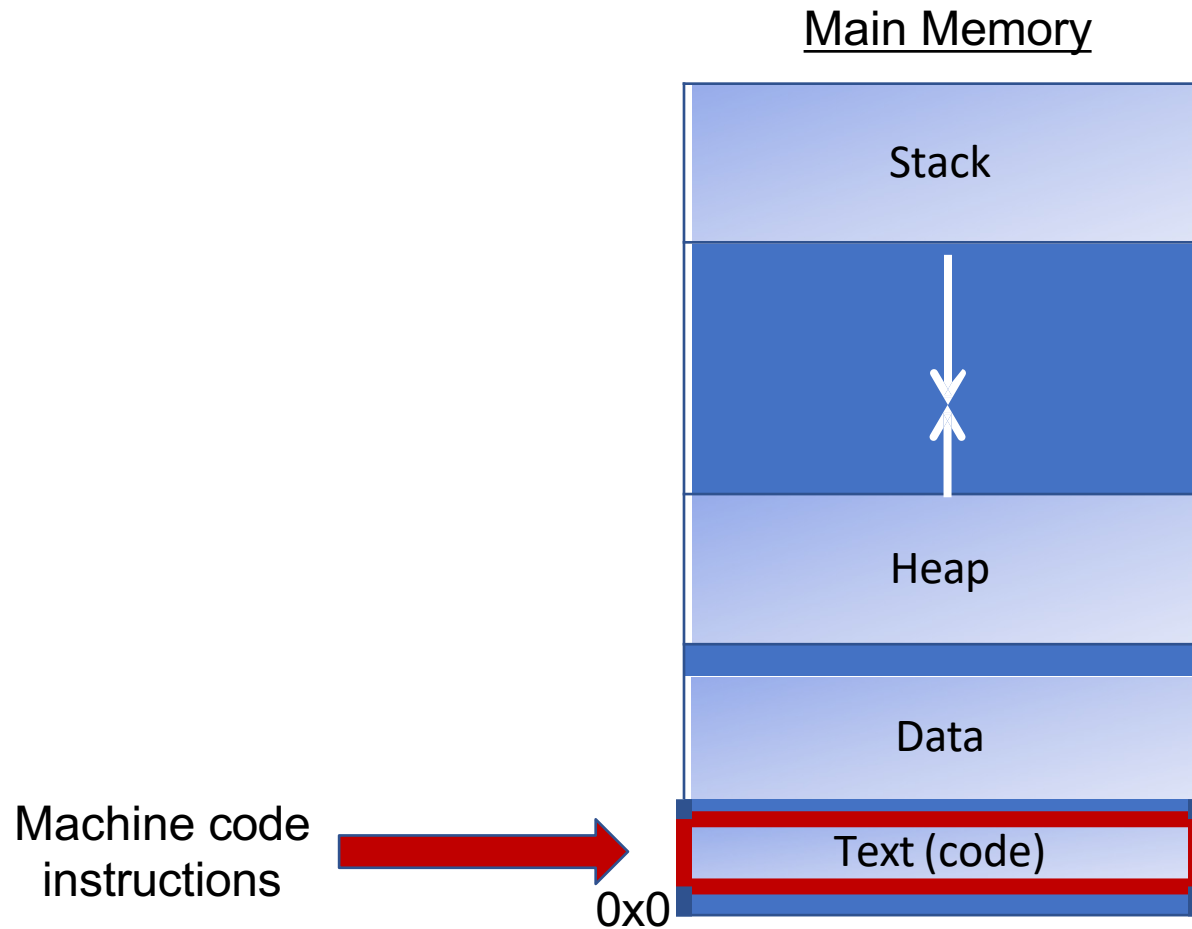 Main Memory
Stack
Heap
Data
Machine code
instructions
Text (code)
0x0